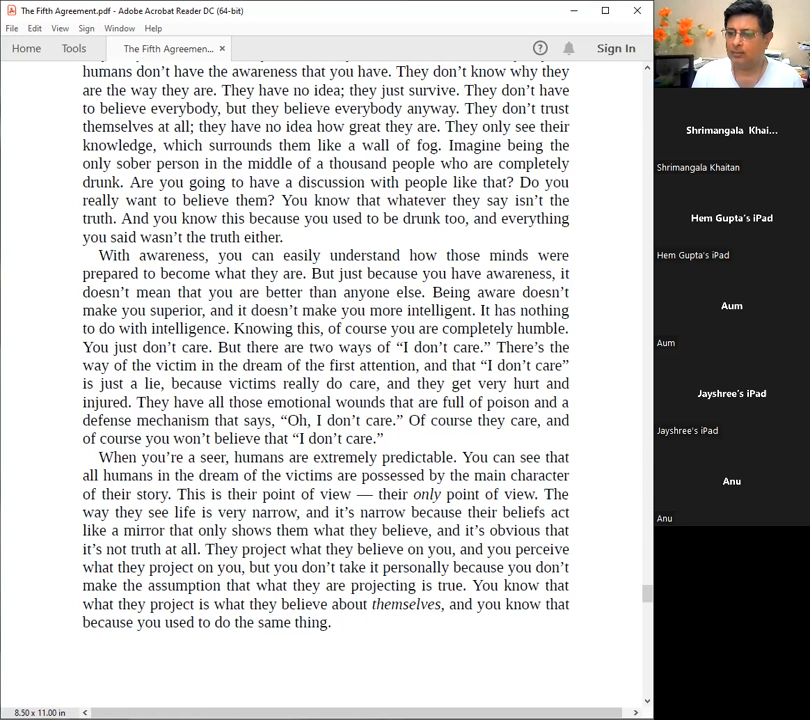 The Fifth Agreement.pdf - Adobe Acrobat Reader DC (64-bit)
File Edit View Sign Window Help
Home Tools The Fifth Agreemen... × Sign In
humans don't have the awareness that you have. They don't know why they
are the way they are. They have no idea; they just survive. They don't have
to believe everybody, but they believe everybody anyway. They don't trust
themselves at all; they have no idea how great they are. They only see their
knowledge, which surrounds them like a wall of fog. Imagine being the
only sober person in the middle of a thousand people who are completely
drunk. Are you going to have a discussion with people like that? Do you
really want to believe them? You know that whatever they say isn't the
truth. And you know this because you used to be drunk too, and everything
you said wasn't the truth either.
With awareness, you can easily understand how those minds were
prepared to become what they are. But just because you have awareness, it
doesn't mean that you are better than anyone else. Being aware doesn't
make you superior, and it doesn't make you more intelligent. It has nothing
to do with intelligence. Knowing this, of course you are completely humble.
You just don't care. But there are two ways of “I don't care.” There's the
way of the victim in the dream of the first attention, and that “I don't care”
is just a lie, because victims really do care, and they get very hurt and
injured. They have all those emotional wounds that are full of poison and a
defense mechanism that says, “Oh, I don't care.” Of course they care, and
of course you won't believe that “I don't care.”
When you're a seer, humans are extremely predictable. You can see that
all humans in the dream of the victims are possessed by the main character
of their story. This is their point of view — their only point of view. The
way they see life is very narrow, and it's narrow because their beliefs act
like a mirror that only shows them what they believe, and it's obvious that
it's not truth at all. They project what they believe on you, and you perceive
what they project on you, but you don't take it personally because you don't
make the assumption that what they are projecting is true. You know that
what they project is what they believe about themselves, and you know that
because you used to do the same thing.
8.50 x 11.00 in
Shrimangala Khai...
Shrimangala Khaitan
Hem Gupta's iPad
Hem Gupta's iPad
Aum
Aum
Jayshree's iPad
Jayshree's iPad
Anu
Anu